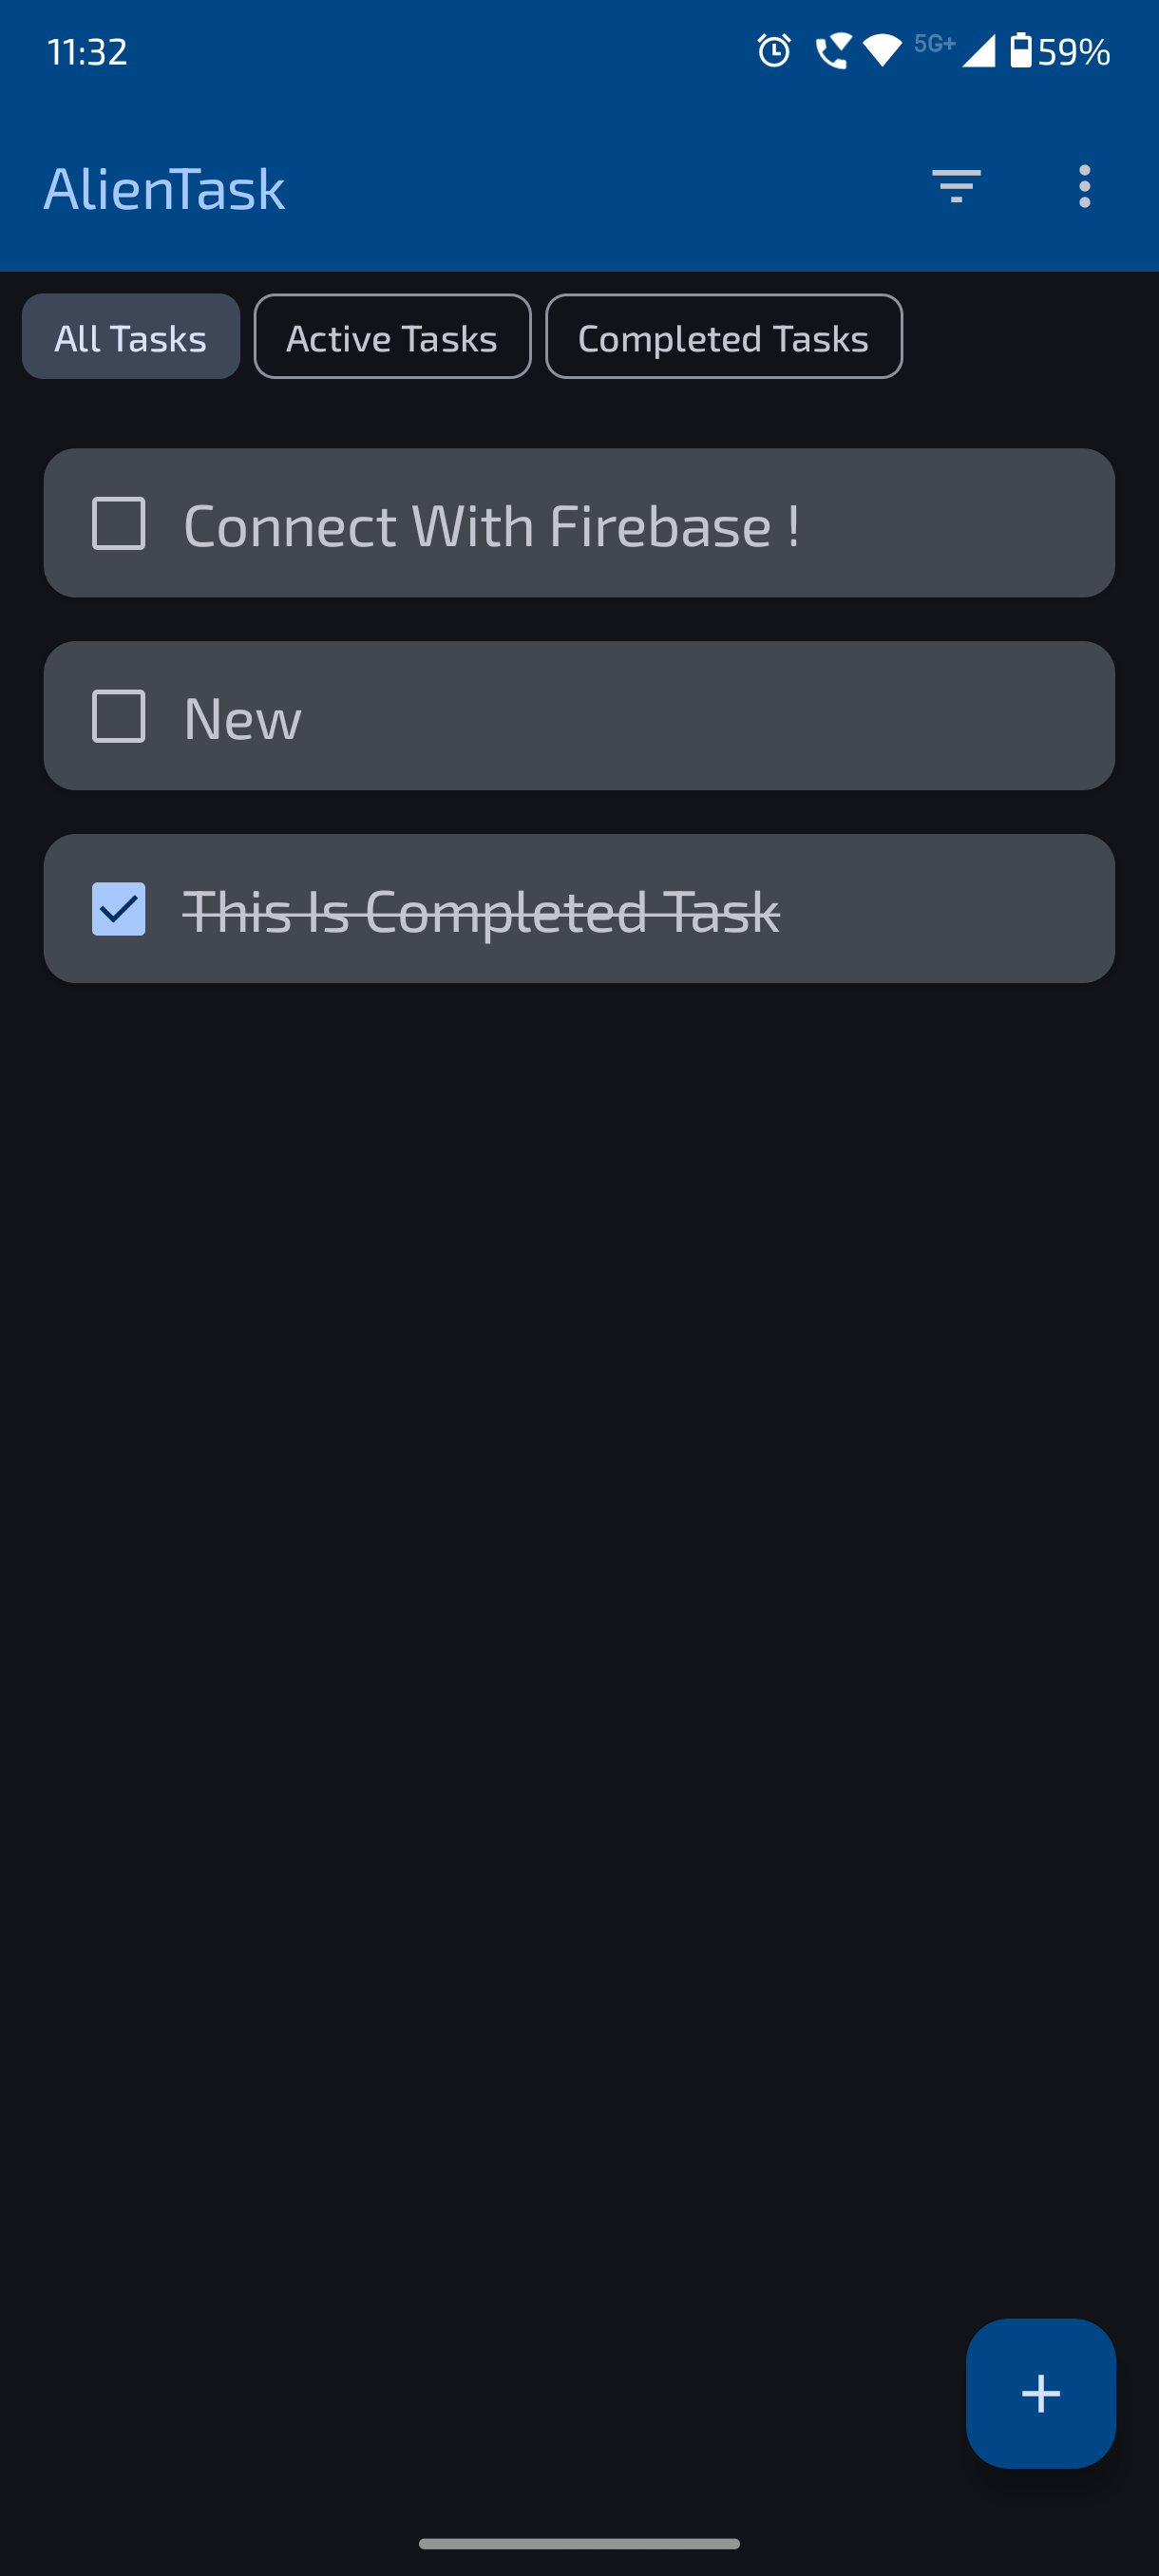 11:32
5G+
59%
AlienTask
All Tasks
Active Tasks
Completed Tasks
Connect With Firebase !
New
This Is Completed Task